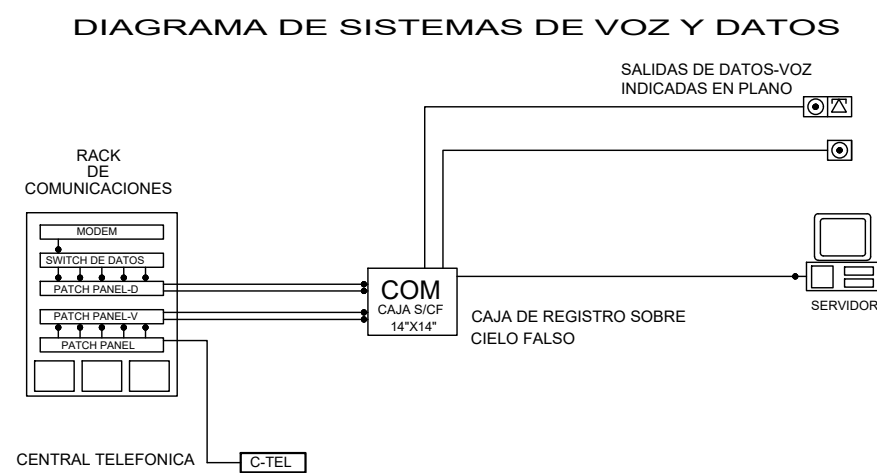 DIAGRAMA DE SISTEMAS DE VOZ Y DATOS
SALIDAS DE DATOS-VOZ
INDICADAS EN PLANO
RACK
DE
COMUNICACIONES
MODEM
SWITCH DE DATOS
PATCH PANEL-D
PATCH PANEL-V
PATCH PANEL
COM
CAJA S/CF
14"X14"
CAJA DE REGISTRO SOBRE
CIELO FALSO
SERVIDOR
CENTRAL TELEFONICA
C-TEL